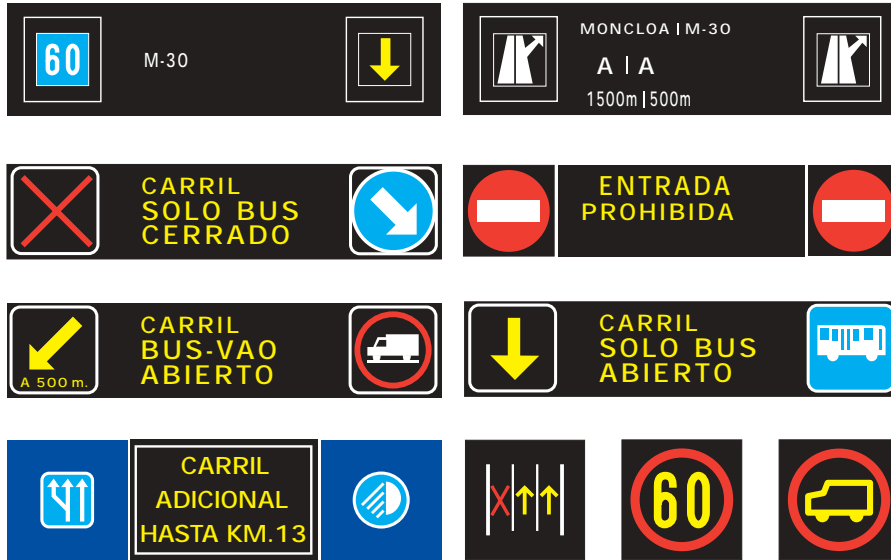 60
M-30
MONCLOA | M-30
A | A
1500m | 500m
CARRIL
SOLO BUS
CERRADO
ENTRADA
PROHIBIDA
A 500 m.
CARRIL
BUS-VAO
ABIERTO
CARRIL
SOLO BUS
ABIERTO
CARRIL
ADICIONAL
HASTA KM.13
60